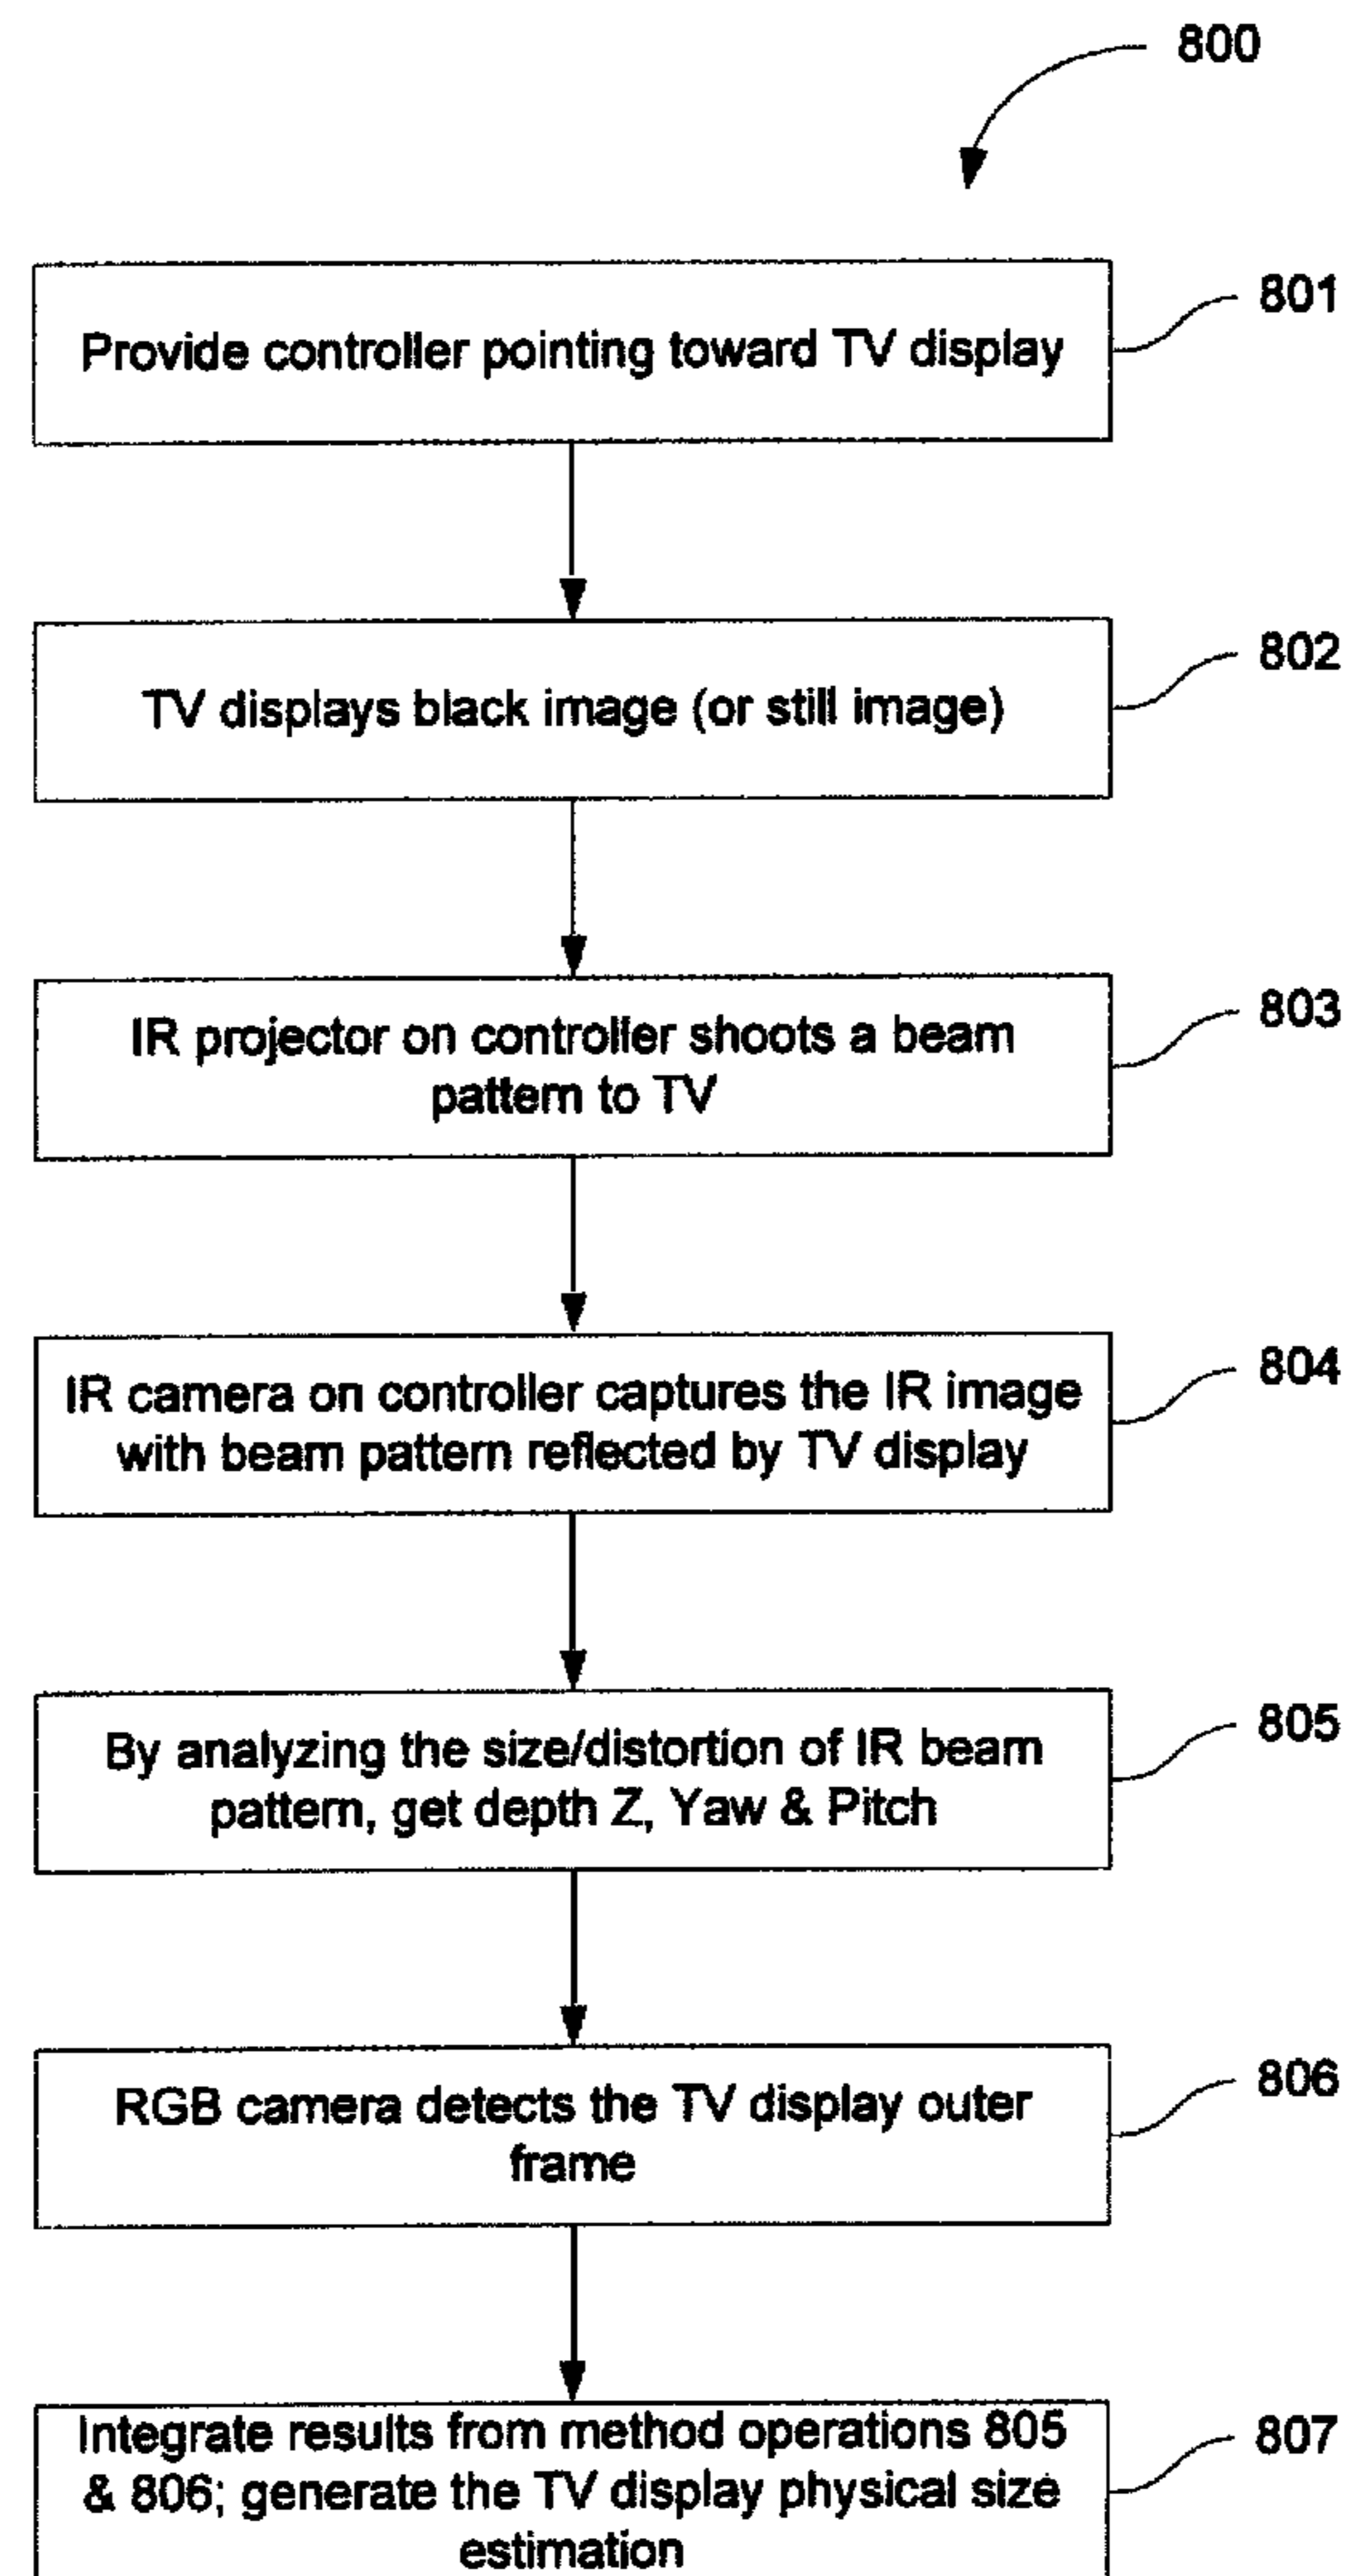 800
Provide controller pointing toward TV display
801
TV displays black image (or still image)
802
IR projector on controller shoots a beam
pattern to TV
803
IR camera on controller captures the IR image
with beam pattern reflected by TV display
804
By analyzing the size/distortion of IR beam
pattern, get depth Z, Yaw & Pitch
805
RGB camera detects the TV display outer
frame
806
Integrate results from method operations 805
& 806; generate the TV display physical size
estimation
807